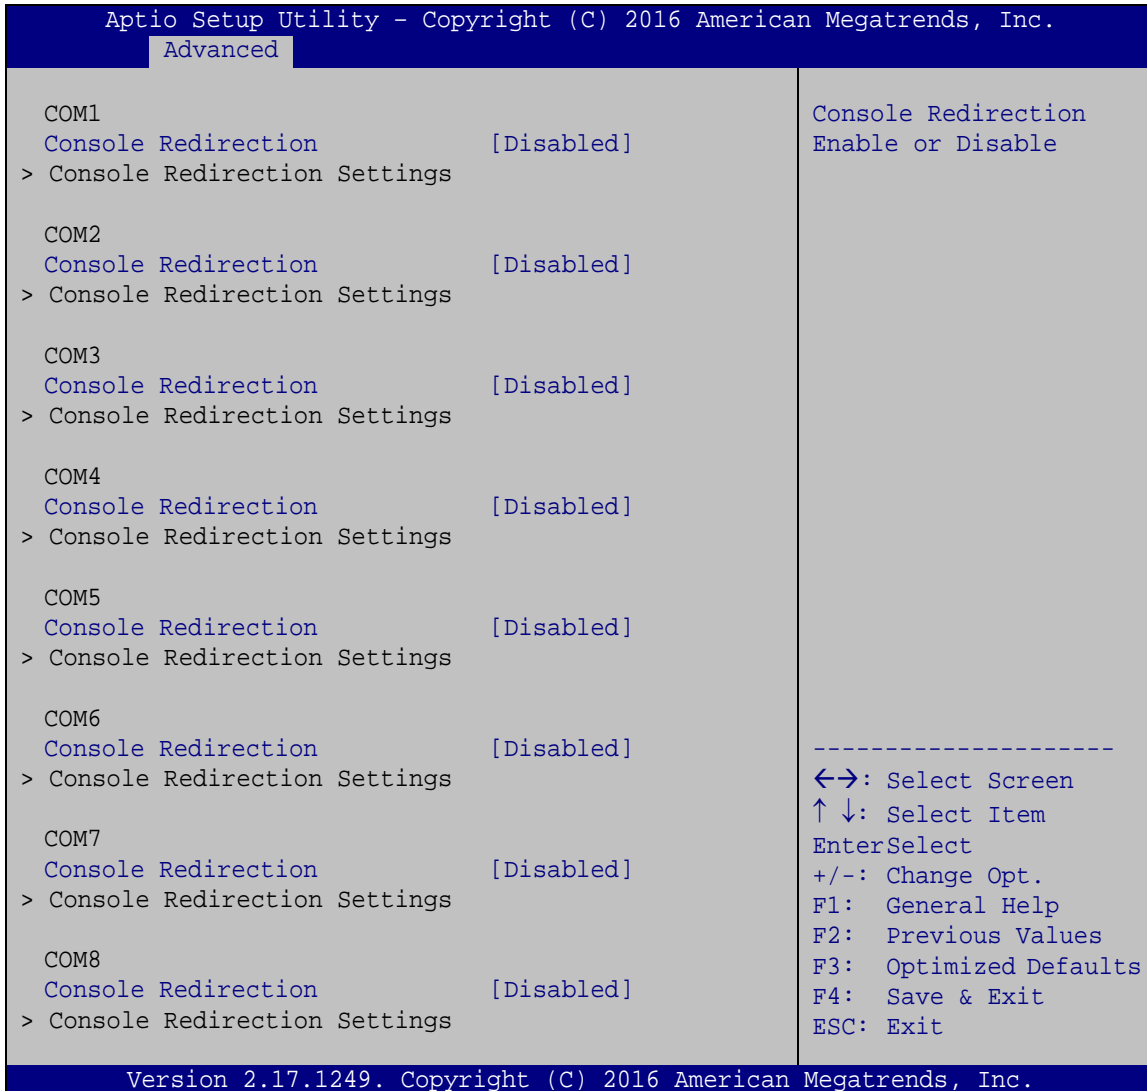 Aptio Setup Utility – Copyright (C) 2016 American Megatrends, Inc.
Advanced
COM1
Console Redirection [Disabled]
> Console Redirection Settings
COM2
Console Redirection [Disabled]
> Console Redirection Settings
COM3
Console Redirection [Disabled]
> Console Redirection Settings
COM4
Console Redirection [Disabled]
> Console Redirection Settings
COM5
Console Redirection [Disabled]
> Console Redirection Settings
COM6
Console Redirection [Disabled]
> Console Redirection Settings
COM7
Console Redirection [Disabled]
> Console Redirection Settings
COM8
Console Redirection [Disabled]
> Console Redirection Settings
Console Redirection
Enable or Disable
---------------------
←→: Select Screen
↑ ↓: Select Item
EnterSelect
+/-: Change Opt.
F1: General Help
F2: Previous Values
F3: Optimized Defaults
F4: Save & Exit
ESC: Exit
Version 2.17.1249. Copyright (C) 2016 American Megatrends, Inc.